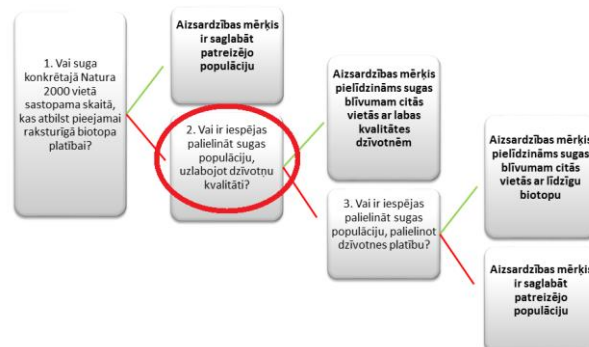 1. Vai suga
konkrētajā Natura
2000 vietā
sastopama skaitā,
kas atbilst pieejamai
raksturīgā biotopa
platībai?
Aizsardzības mērķis
ir saglabāt
patreizējo
populāciju
2. Vai ir iespējas
palielināt sugas
populāciju,
uzlabojot dzīvotņu
kvalitāti?
Aizsardzības mērķis
pielīdzināms sugas
blīvumam citās
vietās ar labas
kvalitātes
dzīvotnēm
3. Vai ir iespējas
palielināt sugas
populāciju, palielinot
dzīvotnes platību?
Aizsardzības mērķis
pielīdzināms sugas
blīvumam citās
vietās ar līdzīgu
biotopu
Aizsardzības mērķis
ir saglabāt
patreizējo
populāciju